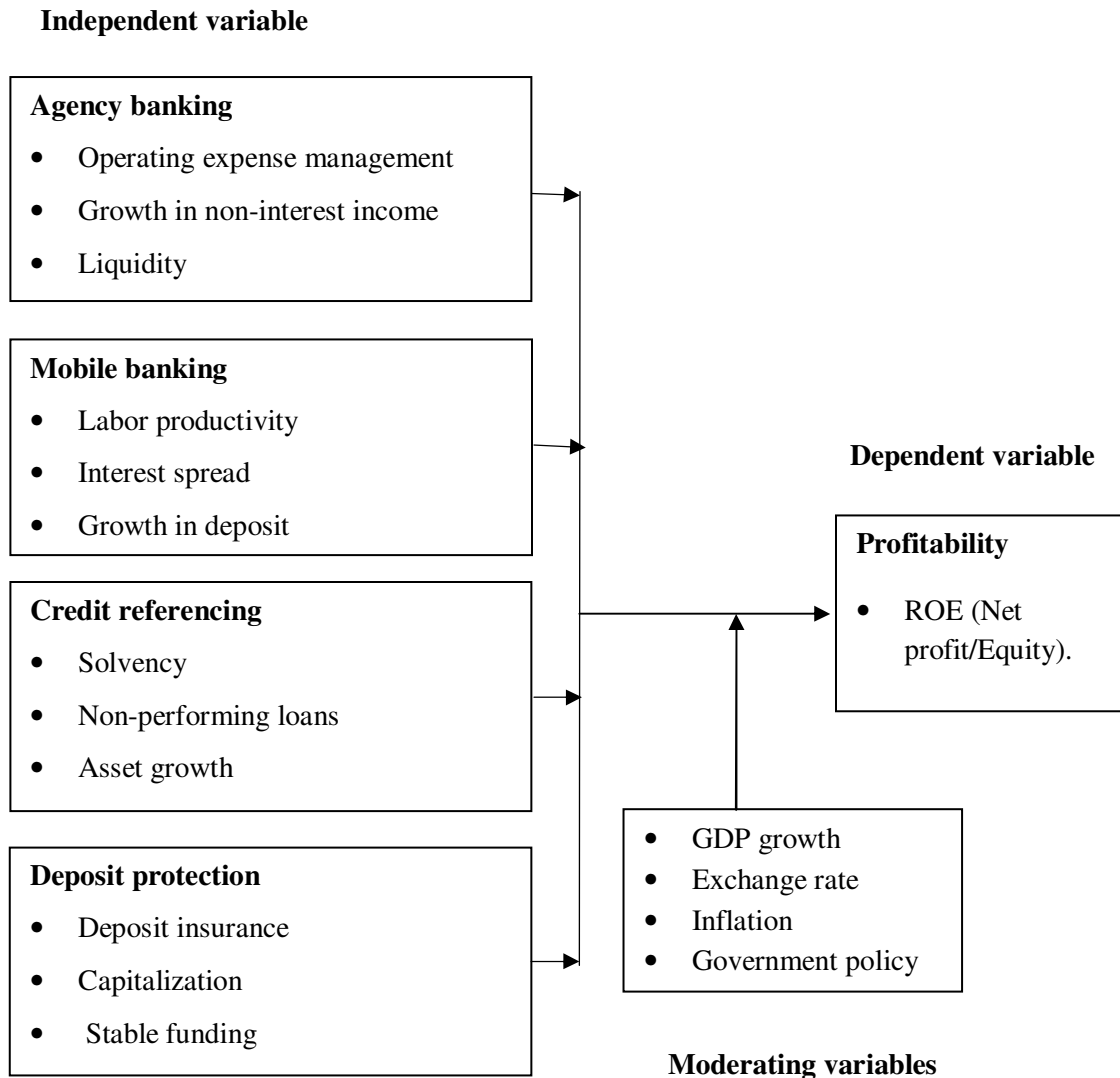 Independent variable
Agency banking
• Operating expense management
• Growth in non-interest income
• Liquidity
Mobile banking
• Labor productivity
• Interest spread
• Growth in deposit
Credit referencing
• Solvency
• Non-performing loans
• Asset growth
Deposit protection
• Deposit insurance
• Capitalization
• Stable funding
Dependent variable
Profitability
• ROE (Net
profit/Equity).
• GDP growth
• Exchange rate
• Inflation
• Government policy
Moderating variables